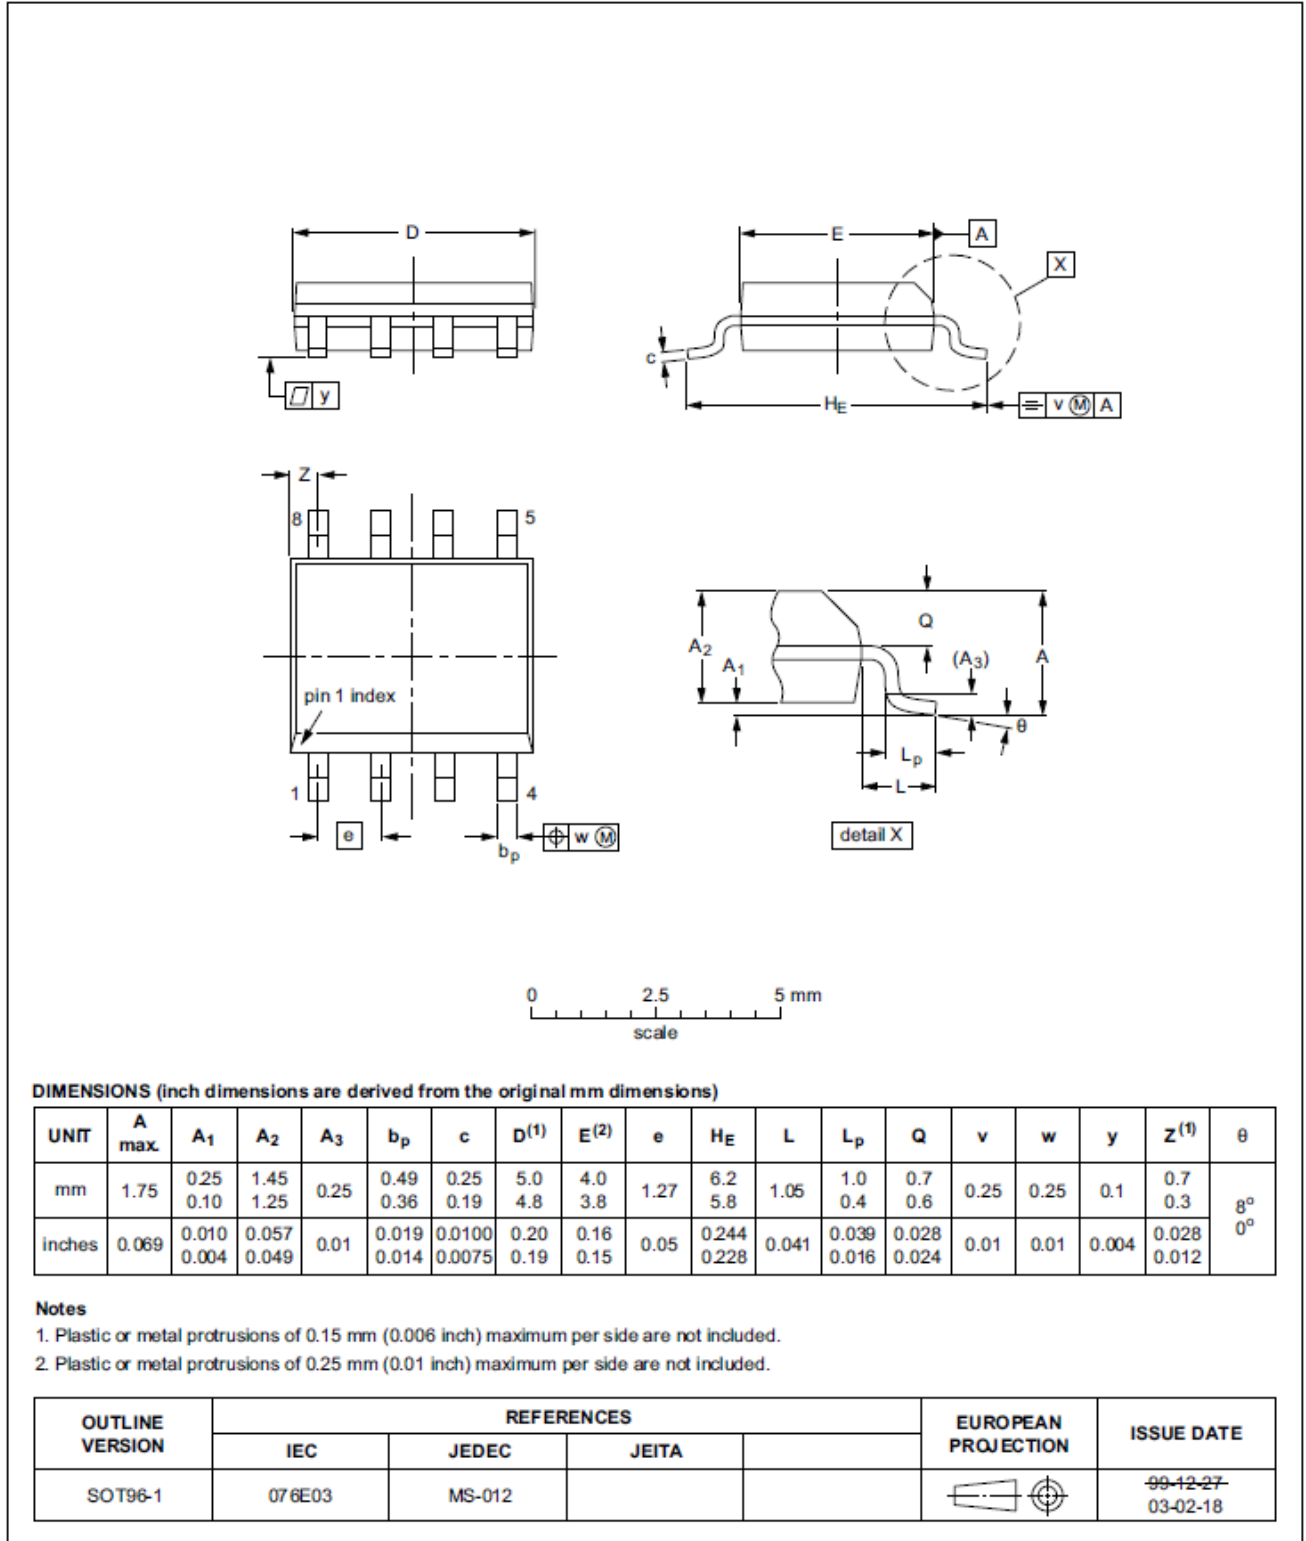 D
E
A
X
c
y
HE
v M A
Z
8
5
pin 1 index
1
4
e
bp
w M
Q
A2
A1
(A3)
A
θ
Lp
L
detail X
0 2.5 5 mm
scale
DIMENSIONS (inch dimensions are derived from the original mm dimensions)
UNIT A max. A1 A2 A3 bp c D(1) E(2) e HE L Lp Q v w y Z(1) θ
mm 1.75 0.25 0.10 1.45 1.25 0.25 0.49 0.36 0.25 0.19 5.0 4.8 4.0 3.8 1.27 6.2 5.8 1.05 1.0 0.4 0.7 0.6 0.25 0.25 0.1 0.7 0.3 8° 0°
inches 0.069 0.010 0.004 0.057 0.049 0.01 0.019 0.014 0.0100 0.0075 0.20 0.19 0.16 0.15 0.05 0.244 0.228 0.041 0.039 0.016 0.028 0.024 0.01 0.01 0.004 0.028 0.012
Notes
1. Plastic or metal protrusions of 0.15 mm (0.006 inch) maximum per side are not included.
2. Plastic or metal protrusions of 0.25 mm (0.01 inch) maximum per side are not included.
OUTLINE VERSION REFERENCES EUROPEAN PROJECTION ISSUE DATE
IEC JEDEC JEITA
SOT96-1 076E03 MS-012 99-12-27
03-02-18